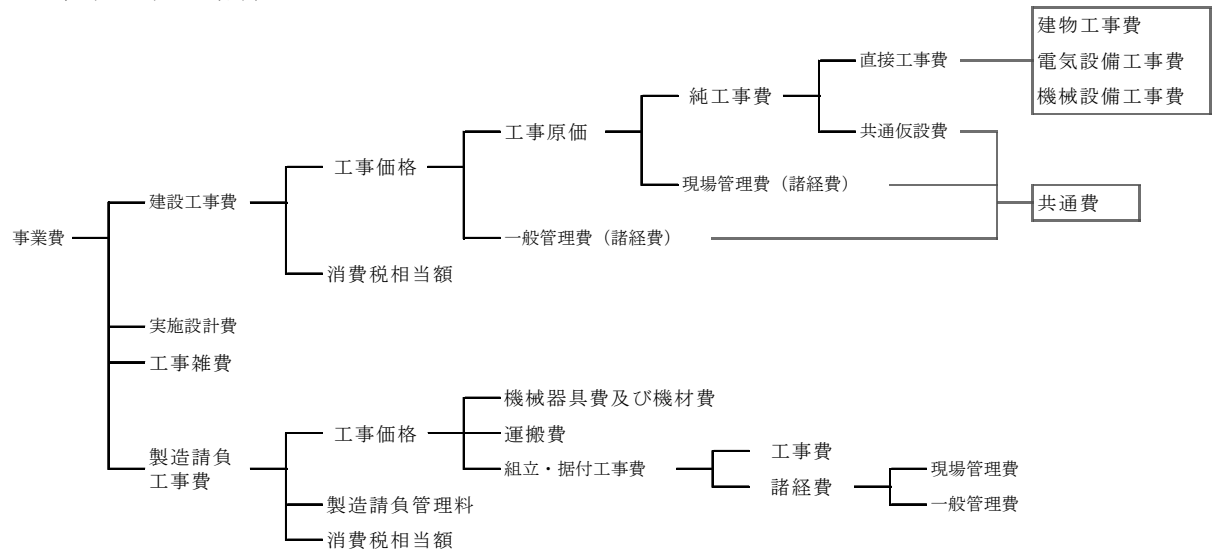 建物工事費
直接工事費
電気設備工事費
純工事費
機械設備工事費
工事原価
共通仮設費
工事価格
現場管理費（諸経費）
建設工事費
共通費
事業費
一般管理費（諸経費）
消費税相当額
実施設計費
工事雑費
機械器具費及び機材費
工事価格
運搬費
工事費
製造請負
工事費
組立・据付工事費
現場管理費
諸経費
製造請負管理料
一般管理費
消費税相当額